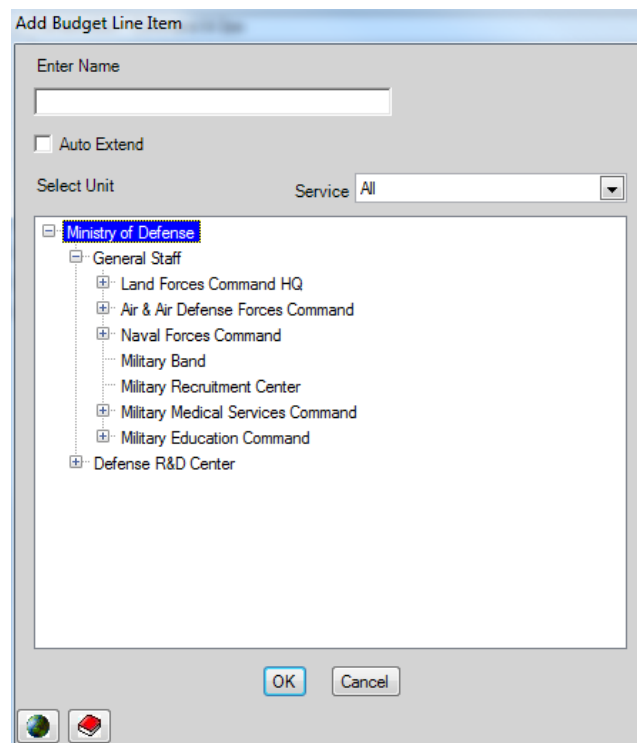 Add Budget Line Item
Enter Name
Auto Extend
Select Unit
Service All
Ministry of Defense
General Staff
Land Forces Command HQ
Air & Air Defense Forces Command
Naval Forces Command
Military Band
Military Recruitment Center
Military Medical Services Command
Military Education Command
Defense R&D Center
OK Cancel